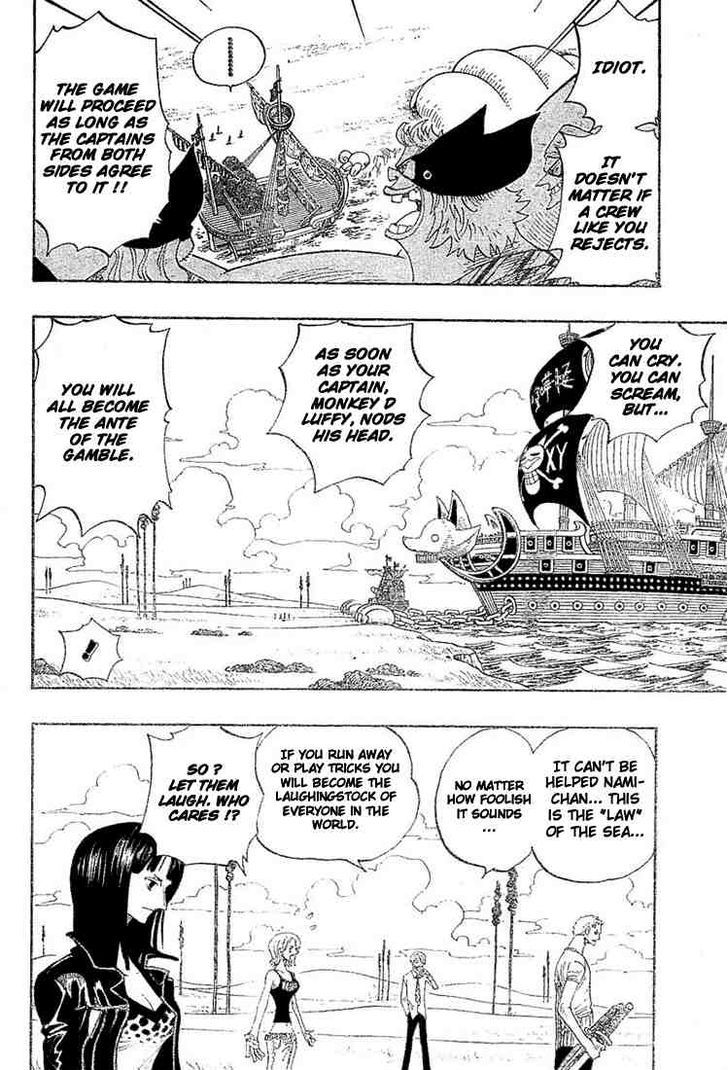 IDIOT.
IT
DOESN'T
MATTER IF
A CREW
LIKE YOU
REJECTS.
!!!!!!!!
THE GAME
WILL PROCEED
AS LONG AS
THE CAPTAINS
FROM BOTH
SIDES AGREE
TO IT !!
YOU
CAN CRY.
YOU CAN
SCREAM,
BUT...
AS SOON
AS YOUR
CAPTAIN,
MONKEY D
LUFFY, NODS
HIS HEAD.
YOU WILL
ALL BECOME
THE ANTE
OF THE
GAMBLE.
XY
!
IT CAN'T BE
HELPED NAMI-
CHAN... THIS
IS THE "LAW"
OF THE SEA...
NO MATTER
HOW FOOLISH
IT SOUNDS
...
IF YOU RUN AWAY
OR PLAY TRICKS YOU
WILL BECOME THE
LAUGHINGSTOCK OF
EVERYONE IN THE
WORLD.
SO ?
LET THEM
LAUGH. WHO
CARES !?